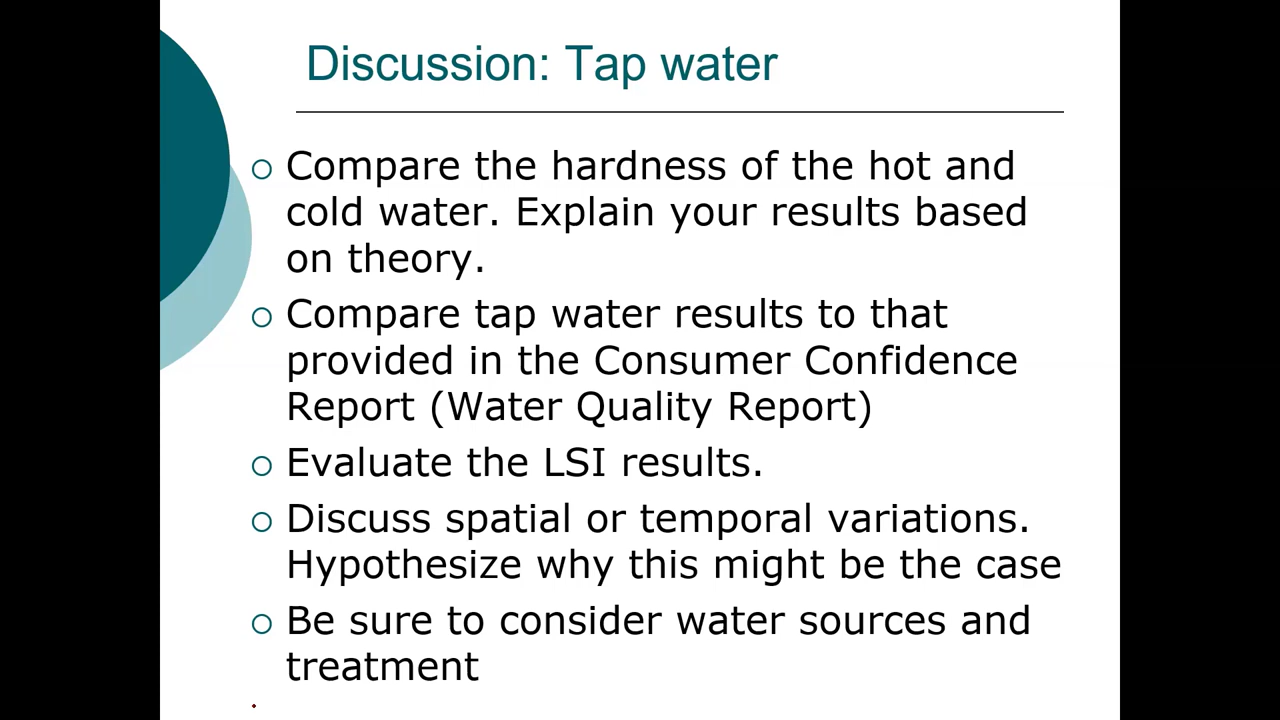 Discussion: Tap water
Compare the hardness of the hot and
cold water. Explain your results based
on theory.
Compare tap water results to that
provided in the Consumer Confidence
Report (Water Quality Report)
Evaluate the LSI results.
Discuss spatial or temporal variations.
Hypothesize why this might be the case
Be sure to consider water sources and
treatment